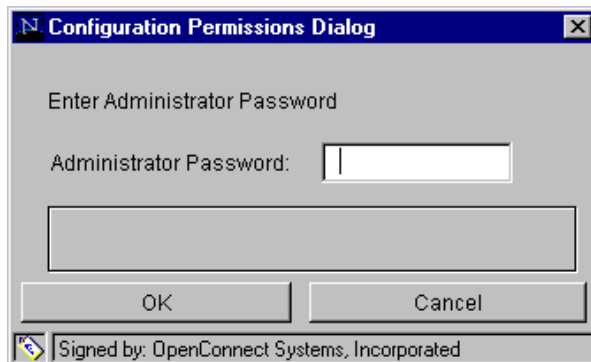 N Configuration Permissions Dialog
Enter Administrator Password
Administrator Password:
OK
Cancel
Signed by: OpenConnect Systems, Incorporated